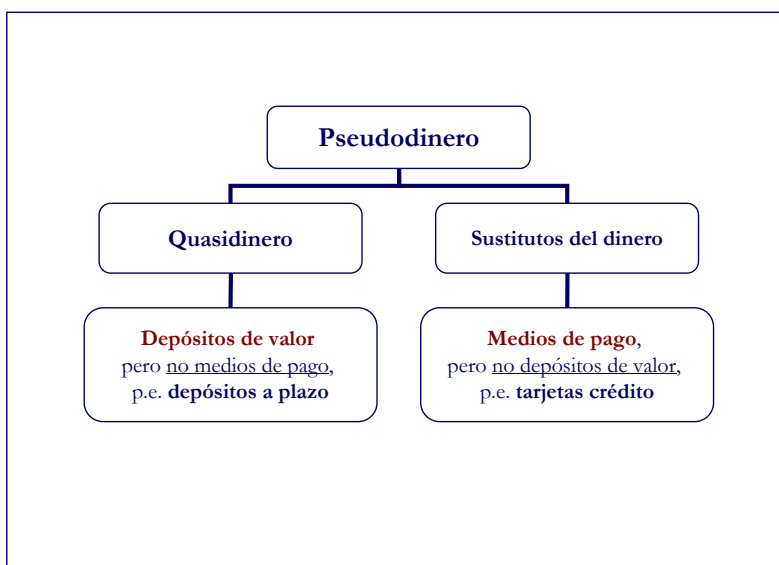 Pseudodinero
Quasidinero
Sustitutos del dinero
Depósitos de valor
pero no medios de pago,
p.e. depósitos a plazo
Medios de pago,
pero no depósitos de valor,
p.e. tarjetas crédito